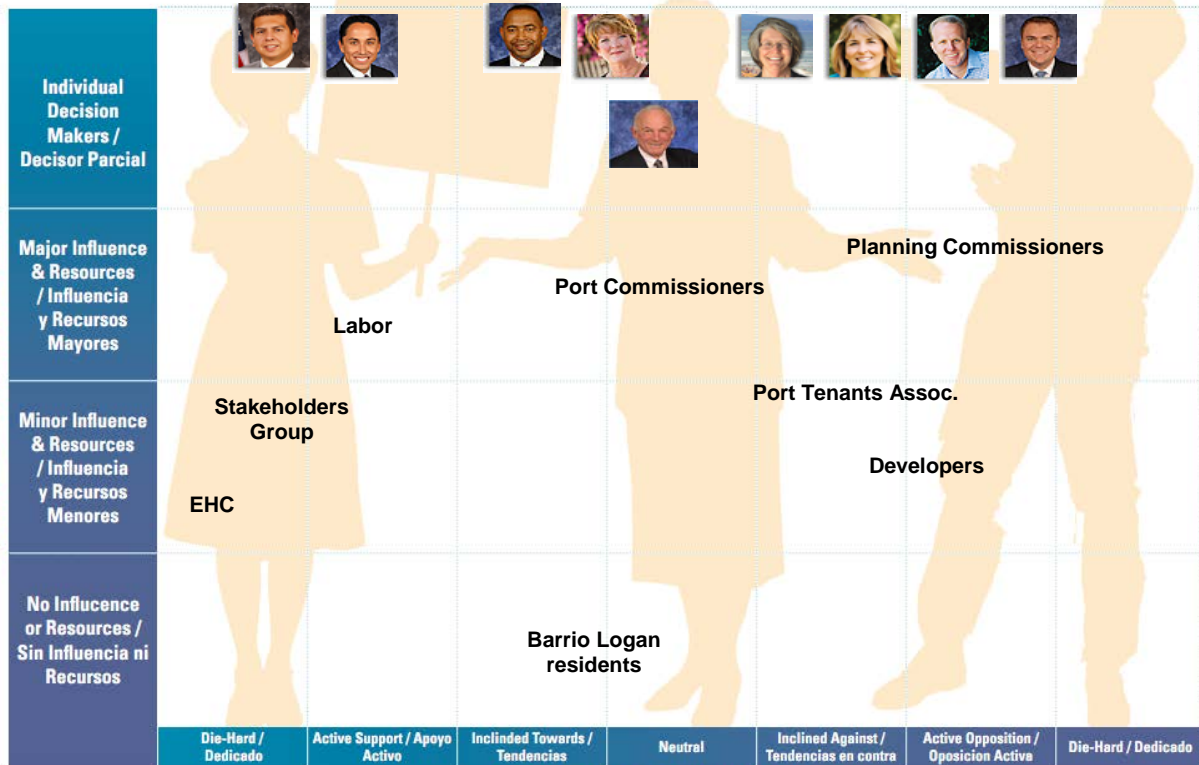 Individual
Decision
Makers /
Decisor Parcial
Major Influence
& Resources
/ Influencia
y Recursos
Mayores
Planning Commissioners
Port Commissioners
Labor
Minor Influence
& Resources
/ Influencia
y Recursos
Menores
Port Tenants Assoc.
Stakeholders
Group
Developers
EHC
No Influcence
or Resources /
Sin Influencia ni
Recursos
Barrio Logan
residents
Die-Hard /
Dedicado
Active Support / Apoyo
Activo
Inclinded Towards /
Tendencias
Neutral
Inclined Against /
Tendencias en contra
Active Opposition /
Oposicion Activa
Die-Hard / Dedicado